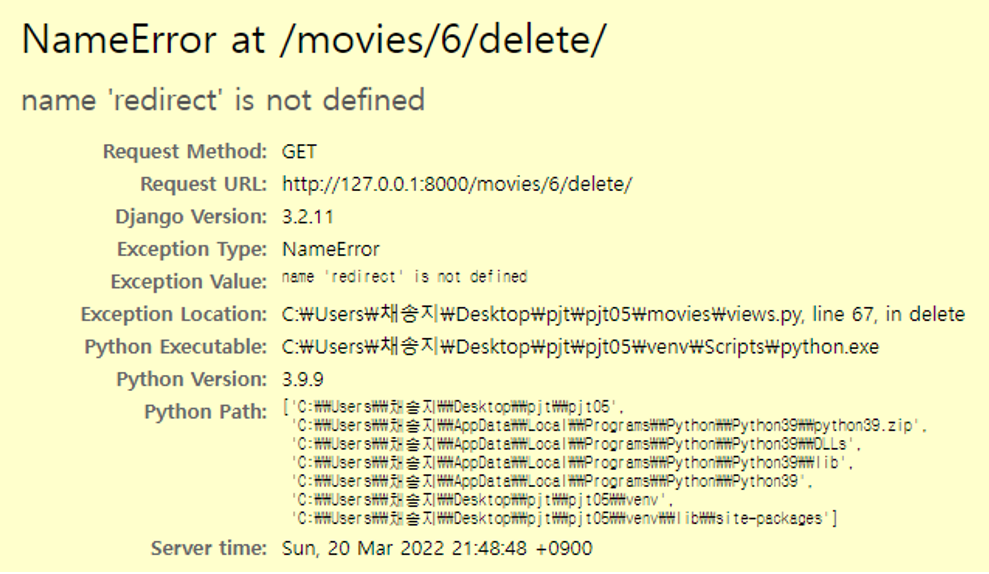 NameError at /movies/6/delete/
name 'redirect' is not defined
Request Method: GET
Request URL: http://127.0.0.1:8000/movies/6/delete/
Django Version: 3.2.11
Exception Type: NameError
Exception Value: name 'redirect' is not defined
Exception Location: C:₩Users₩채송지₩Desktop₩pjt₩pjt05₩movies₩views.py, line 67, in delete
Python Executable: C:₩Users₩채송지₩Desktop₩pjt₩pjt05₩venv₩Scripts₩python.exe
Python Version: 3.9.9
Python Path: ['C:₩₩Users₩₩채송지₩₩Desktop₩₩pjt₩₩pjt05',
'C:₩₩Users₩₩채송지₩₩AppData₩₩Local₩₩Programs₩₩Python₩₩Python39₩₩python39.zip',
'C:₩₩Users₩₩채송지₩₩AppData₩₩Local₩₩Programs₩₩Python₩₩Python39₩₩DLLs',
'C:₩₩Users₩₩채송지₩₩AppData₩₩Local₩₩Programs₩₩Python₩₩Python39₩₩lib',
'C:₩₩Users₩₩채송지₩₩AppData₩₩Local₩₩Programs₩₩Python₩₩Python39',
'C:₩₩Users₩₩채송지₩₩Desktop₩₩pjt₩₩pjt05₩₩venv',
'C:₩₩Users₩₩채송지₩₩Desktop₩₩pjt₩₩pjt05₩₩venv₩₩lib₩₩site-packages']
Server time: Sun, 20 Mar 2022 21:48:48 +0900